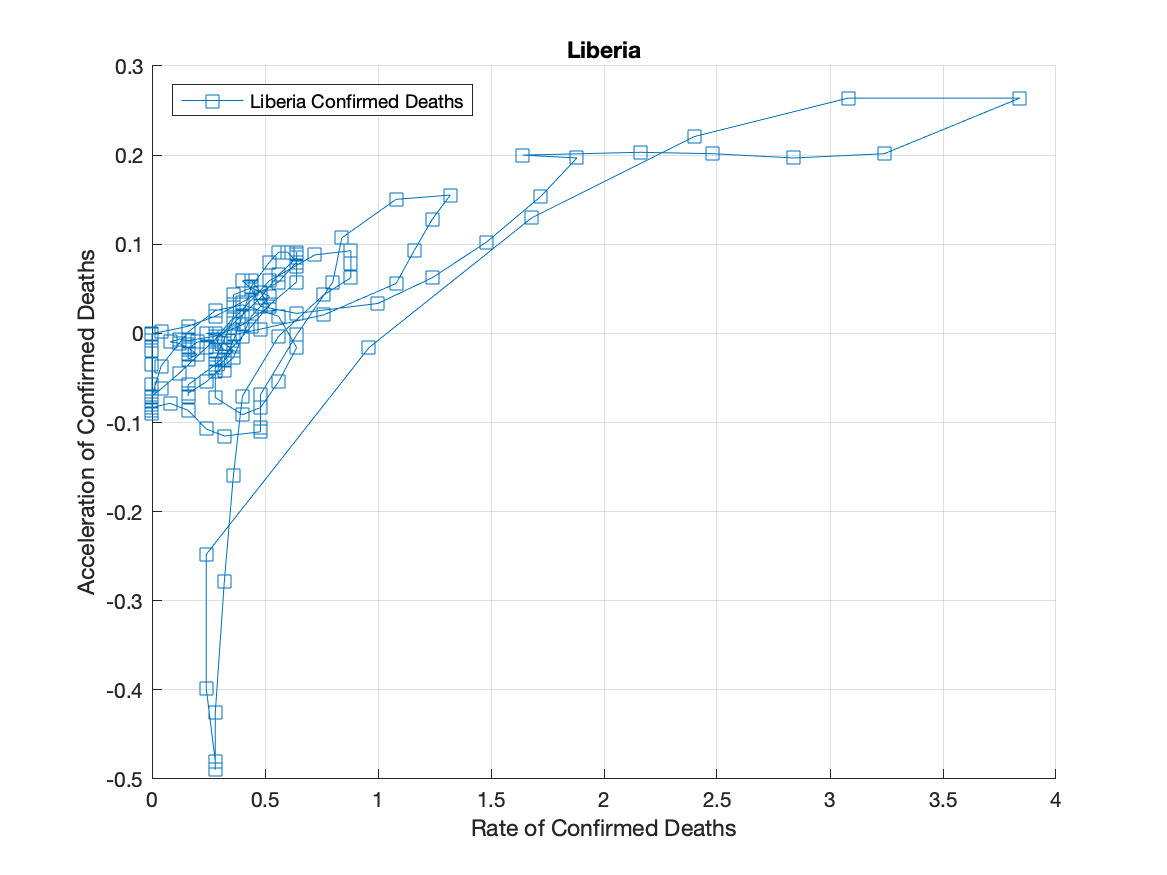 Liberia
Liberia Confirmed Deaths
0.3
0.2
0.1
0
-0.1
-0.2
-0.3
-0.4
-0.5
Acceleration of Confirmed Deaths
0 0.5 1 1.5 2 2.5 3 3.5 4
Rate of Confirmed Deaths